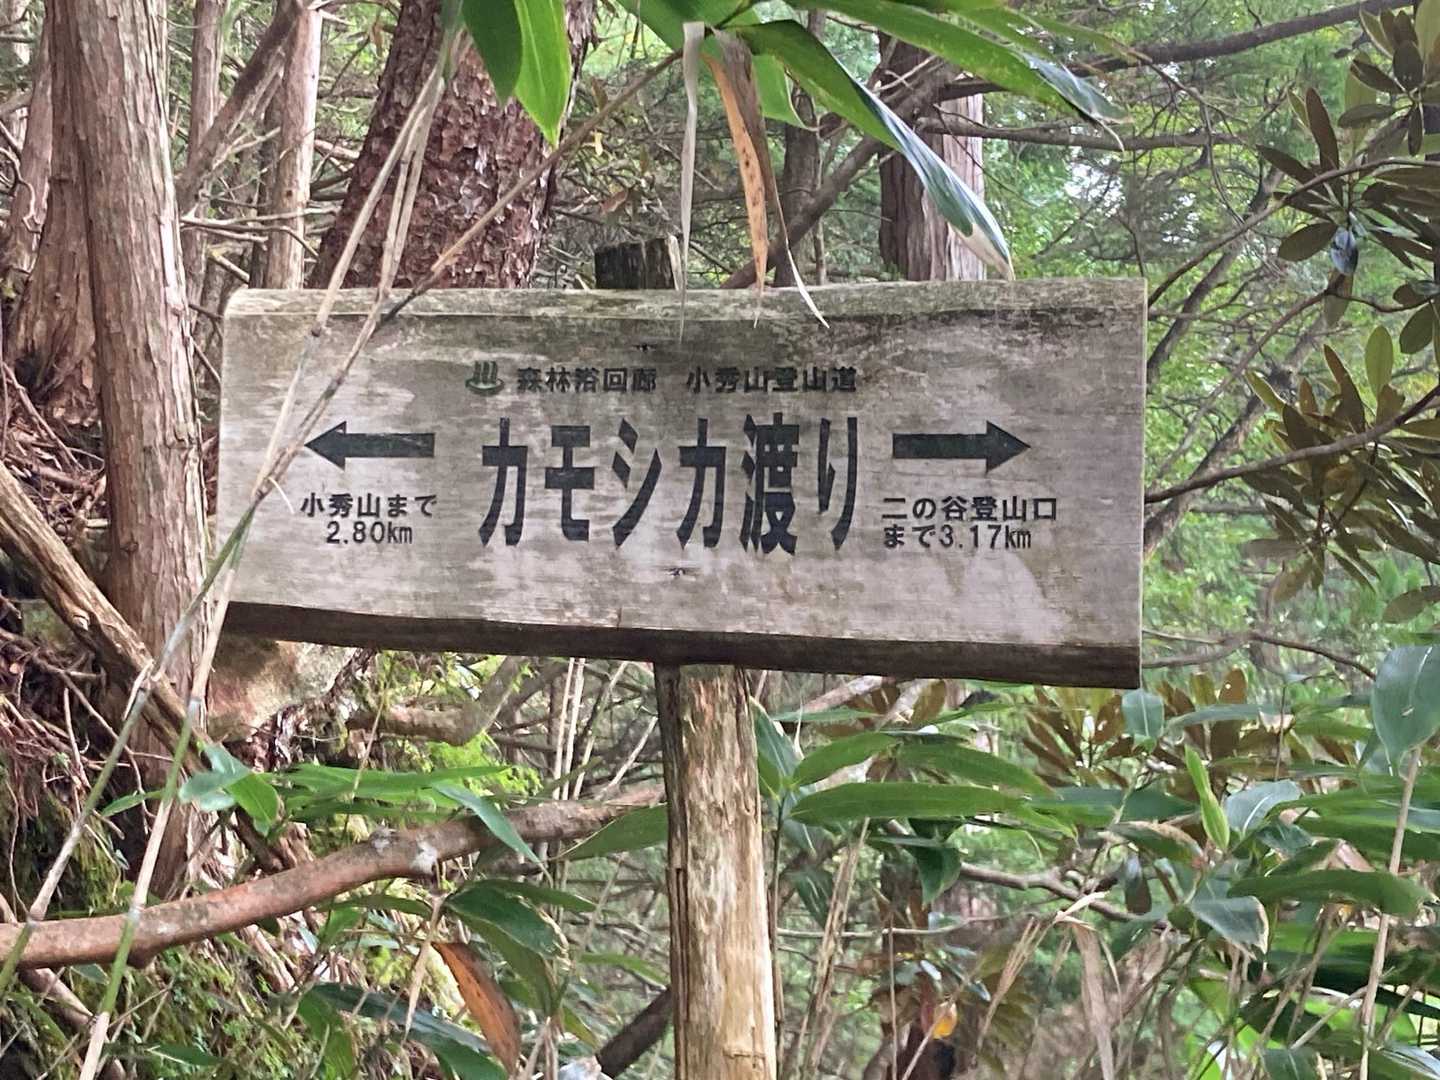 ♨ 森林浴回廊 小秀山登山道
カモシカ渡り
小秀山まで
2.80km
二の谷登山口
まで3.17km